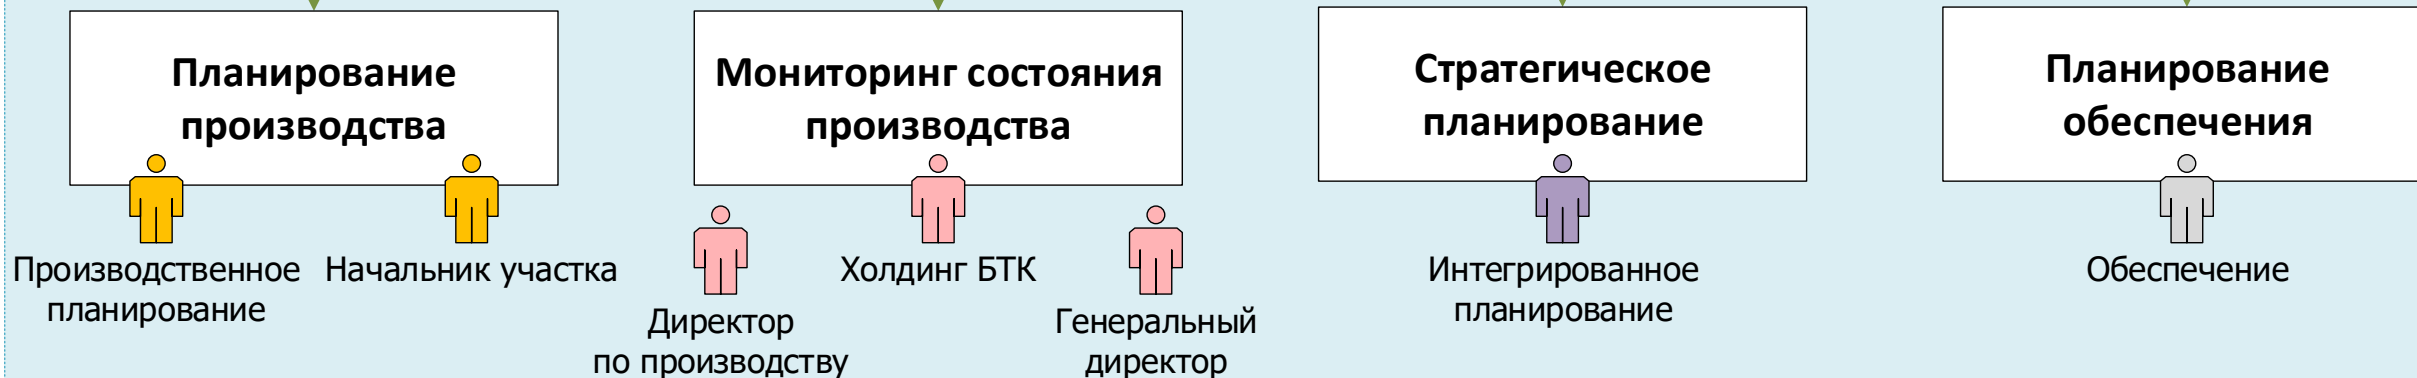 Планирование
производства
Мониторинг состояния
производства
Стратегическое
планирование
Планирование
обеспечения
Производственное
планирование
Начальник участка
Директор
по производству
Холдинг БТК
Генеральный
директор
Интегрированное
планирование
Обеспечение